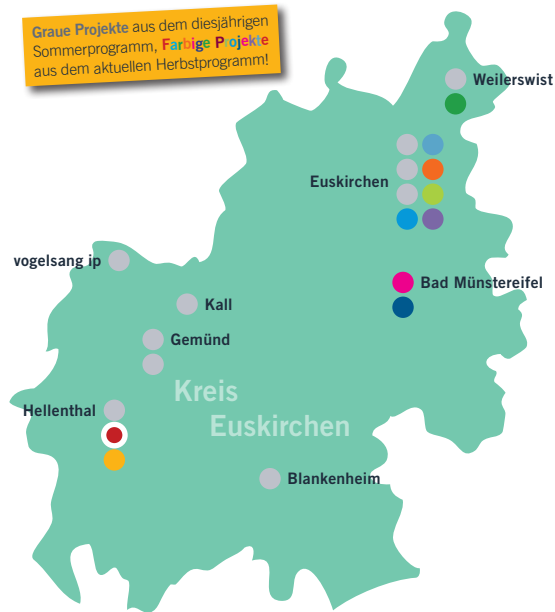 Graue Projekte aus dem diesjährigen
Sommerprogramm, Farbige Projekte
aus dem aktuellen Herbstprogramm!
Weilerswist
Euskirchen
vogelsang ip
Bad Münstereifel
Kall
Gemünd
Kreis
Euskirchen
Hellenthal
Blankenheim